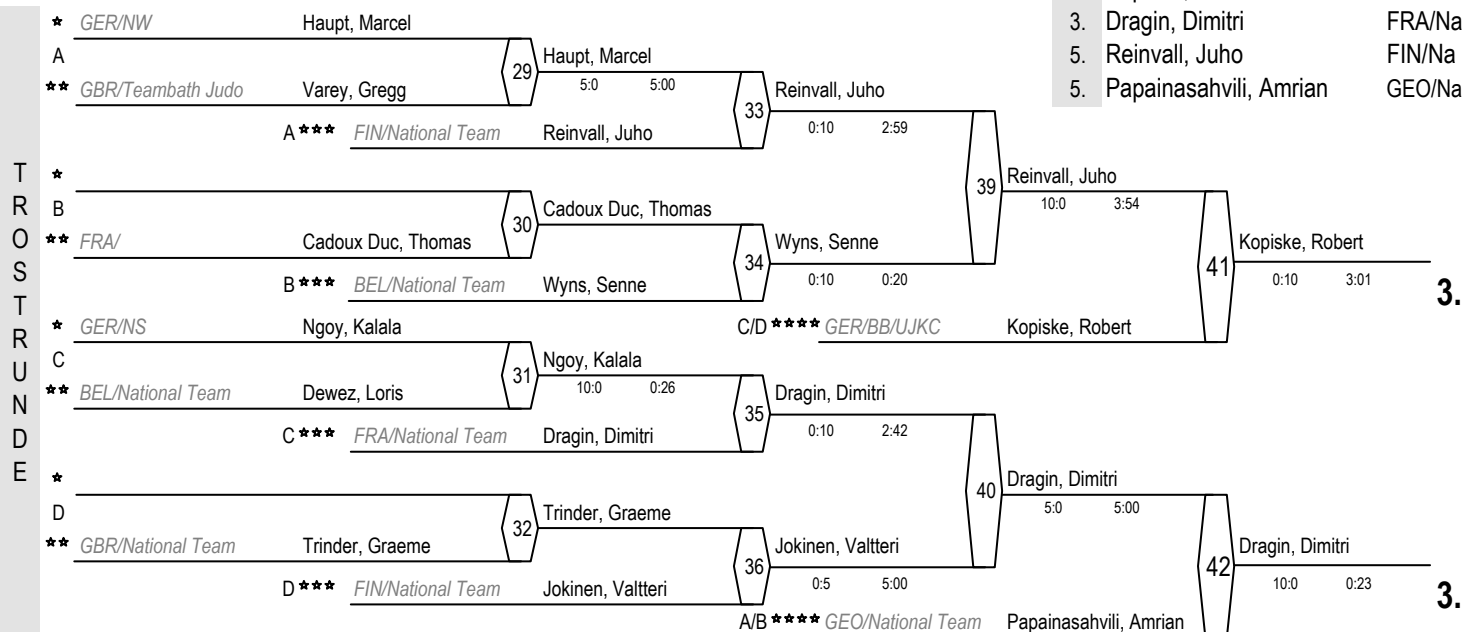 3. Dragin, Dimitri FRA/Na
5. Reinvall, Juho FIN/Na
5. Papainasahvili, Amrian GEO/Na
TROSTRUNDE
* GER/NW Haupt, Marcel
A
29 Haupt, Marcel
5:0 5:00
** GBR/Teambath Judo Varey, Gregg
33 Reinvall, Juho
0:10 2:59
A *** FIN/National Team Reinvall, Juho
*
39 Reinvall, Juho
10:0 3:54
B
30 Cadoux Duc, Thomas
** FRA/ Cadoux Duc, Thomas
34 Wyns, Senne
0:10 0:20
B *** BEL/National Team Wyns, Senne
41 Kopiske, Robert
0:10 3:01
3.
* GER/NS Ngoy, Kalala
C/D **** GER/BB/UJKC Kopiske, Robert
C
31 Ngoy, Kalala
10:0 0:26
** BEL/National Team Dewez, Loris
35 Dragin, Dimitri
0:10 2:42
C *** FRA/National Team Dragin, Dimitri
*
40 Dragin, Dimitri
5:0 5:00
D
32 Trinder, Graeme
** GBR/National Team Trinder, Graeme
36 Jokinen, Valtteri
0:5 5:00
D *** FIN/National Team Jokinen, Valtteri
42 Dragin, Dimitri
10:0 0:23
3.
A/B **** GEO/National Team Papainasahvili, Amrian